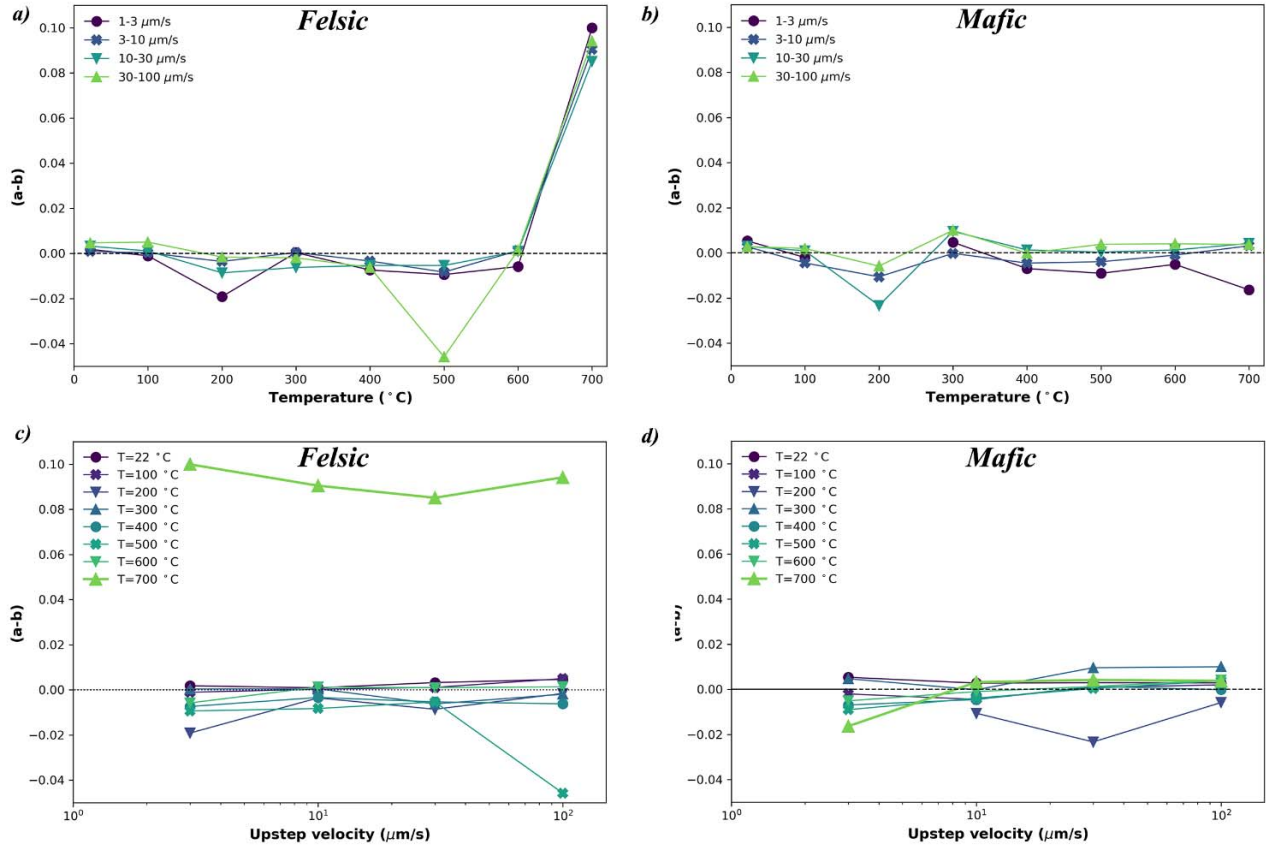 a)
Felsic
1-3 μm/s
3-10 μm/s
10-30 μm/s
30-100 μm/s
0.10
0.08
0.06
0.04
0.02
0.00
−0.02
−0.04
(a-b)
0
100
200
300
400
500
600
700
Temperature (°C)
b)
Mafic
1-3 μm/s
3-10 μm/s
10-30 μm/s
30-100 μm/s
0.10
0.08
0.06
0.04
0.02
0.00
−0.02
−0.04
(a-b)
0
100
200
300
400
500
600
700
Temperature (°C)
c)
Felsic
T=22 °C
T=100 °C
T=200 °C
T=300 °C
T=400 °C
T=500 °C
T=600 °C
T=700 °C
0.10
0.08
0.06
0.04
0.02
0.00
−0.02
−0.04
(a-b)
10⁰
10¹
10²
Upstep velocity (μm/s)
d)
Mafic
T=22 °C
T=100 °C
T=200 °C
T=300 °C
T=400 °C
T=500 °C
T=600 °C
T=700 °C
0.10
0.08
0.06
0.04
0.02
0.00
−0.02
−0.04
(a-b)
10⁰
10¹
10²
Upstep velocity (μm/s)